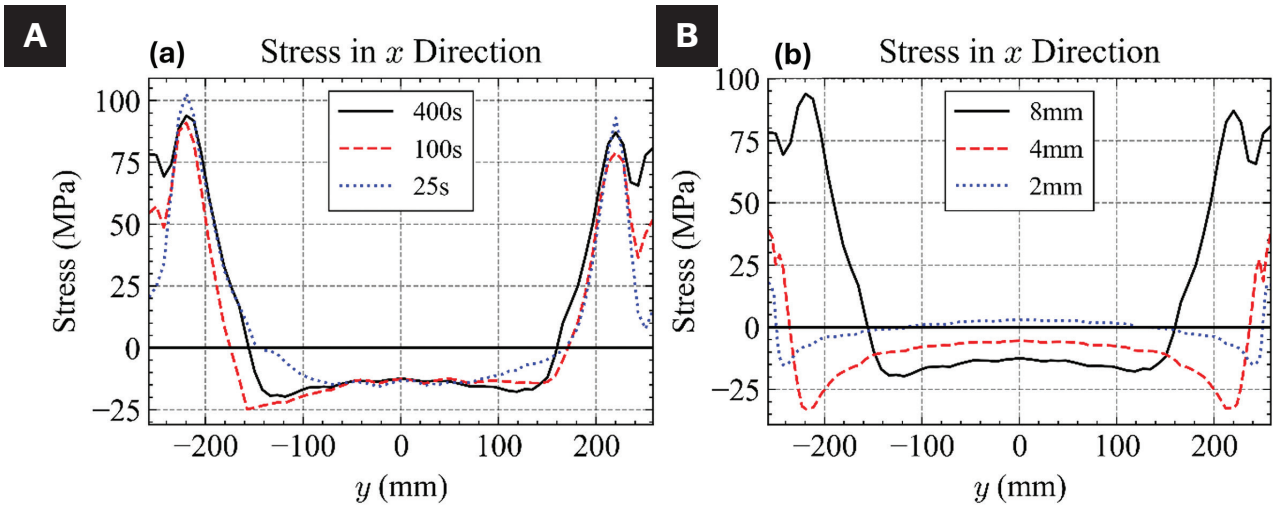 A
(a)
Stress in x Direction
400s
100s
25s
100
75
50
25
0
−25
Stress (MPa)
−200
−100
0
100
200
y (mm)
B
(b)
Stress in x Direction
8mm
4mm
2mm
100
75
50
25
0
−25
Stress (MPa)
−200
−100
0
100
200
y (mm)